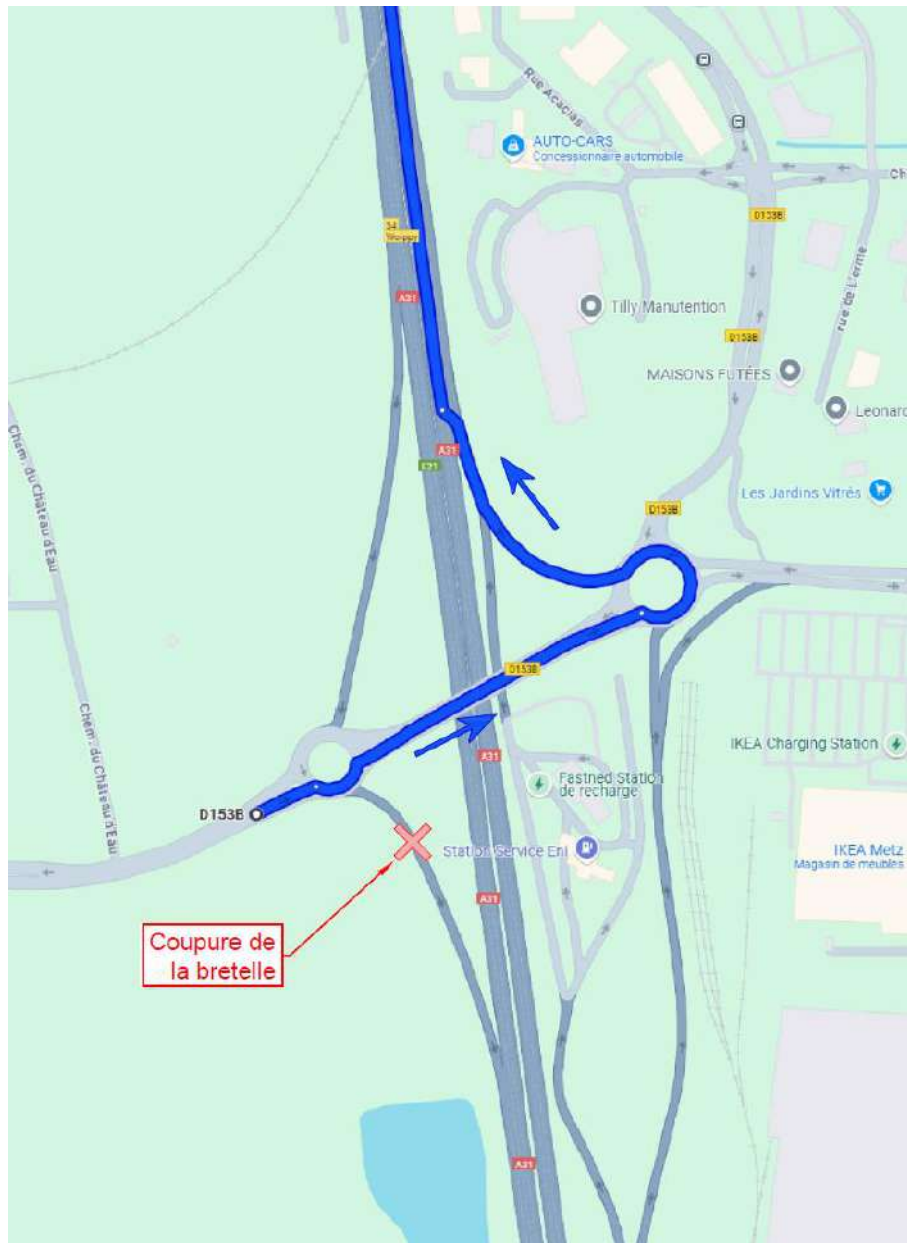 Rue Acacias
AUTO-CARS
Concessionnaire automobile
Ch
D153B
34
Woippy
A31
Tilly Manutention
rue de L'orme
D153B
MAISONS FUTÉES
Leonard
Chem. du Château d'Eau
A31
E21
Les Jardins Vitrés
D153B
D153B
Chem. du Château d'Eau
IKEA Charging Station
A31
Fastned Station
de recharge
D153B
Station Service Eni
IKEA Metz
Magasin de meubles
A31
Coupure de
la bretelle
A31